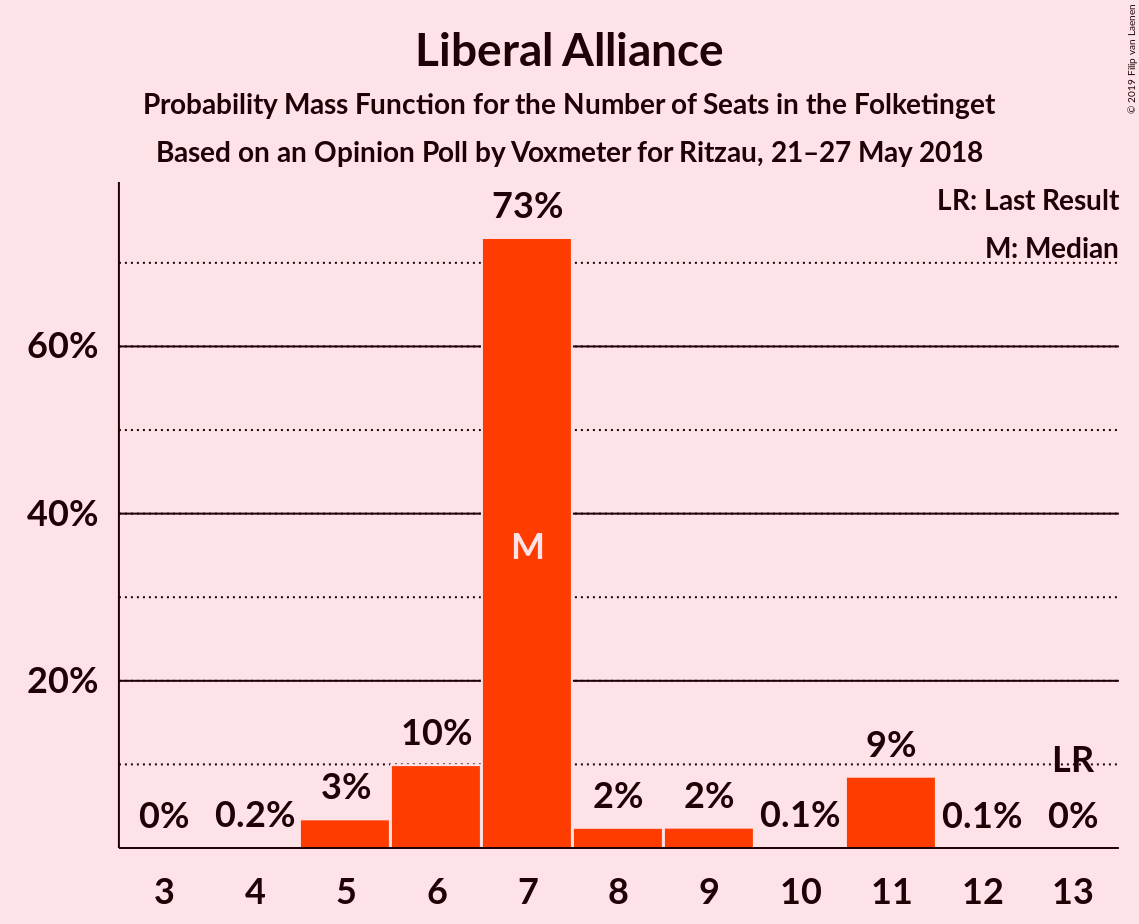 Liberal Alliance
Probability Mass Function for the Number of Seats in the Folketinget
Based on an Opinion Poll by Voxmeter for Ritzau, 21–27 May 2018
© 2019 Filip van Laenen
LR: Last Result
M: Median
60%
40%
20%
0%
0.2%
3%
10%
73%
M
2%
2%
0.1%
9%
0.1%
LR
0%
3 4 5 6 7 8 9 10 11 12 13